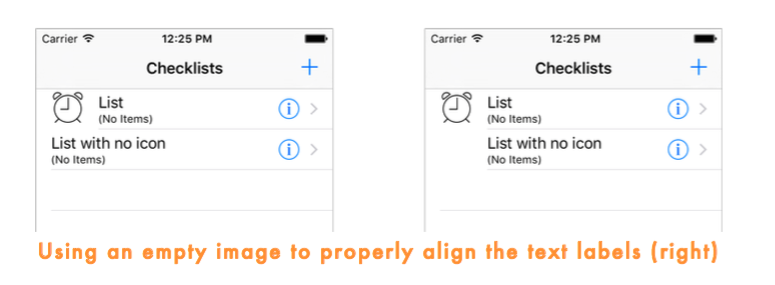 Carrier 12:25 PM
Checklists +
List
(No Items)
List with no icon
(No Items)
Carrier 12:25 PM
Checklists +
List
(No Items)
List with no icon
(No Items)
Using an empty image to properly align the text labels (right)